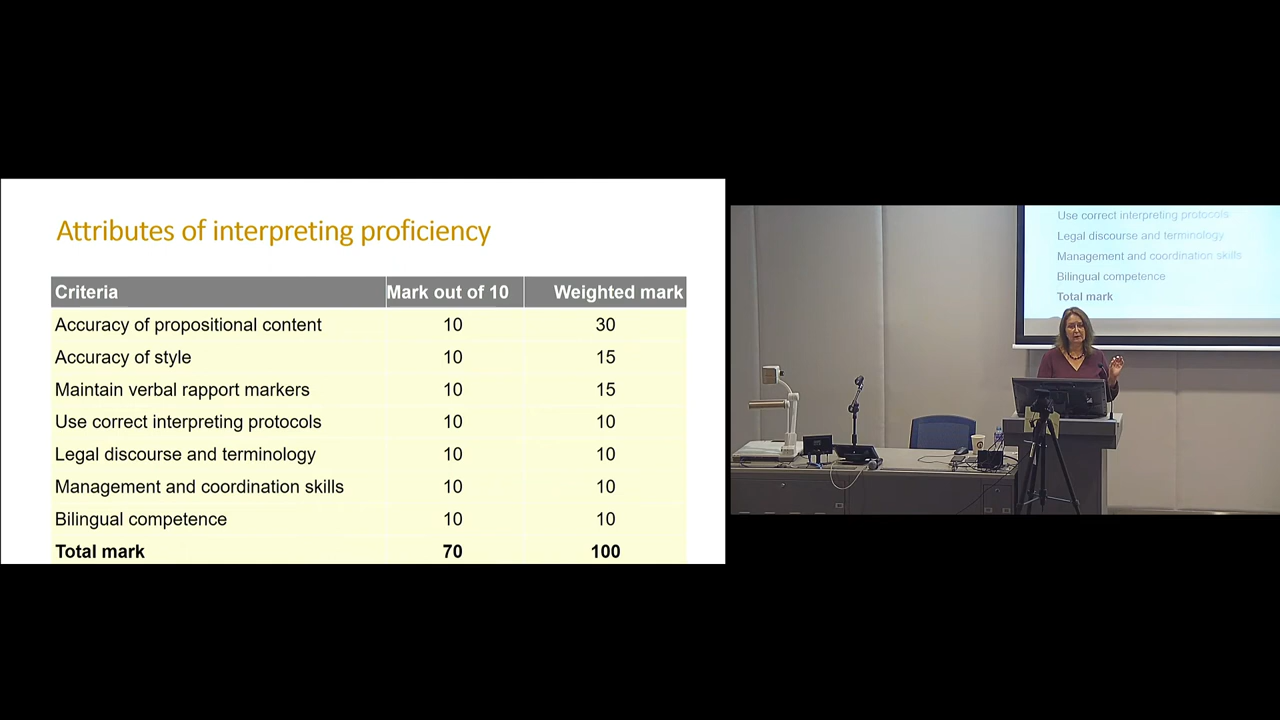 Attributes of interpreting proficiency
Criteria Mark out of 10 Weighted mark
Accuracy of propositional content 10 30
Accuracy of style 10 15
Maintain verbal rapport markers 10 15
Use correct interpreting protocols 10 10
Legal discourse and terminology 10 10
Management and coordination skills 10 10
Bilingual competence 10 10
Total mark 70 100
Use correct interpreting protocols
Legal discourse and terminology
Management and coordination skills
Bilingual competence
Total mark